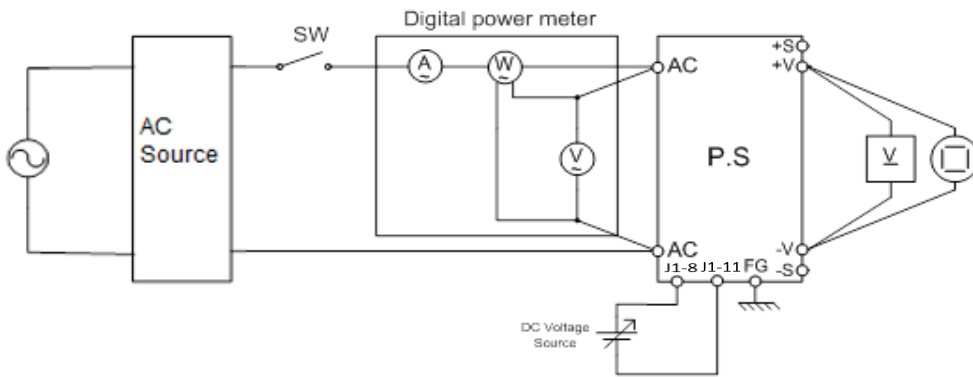 Digital power meter
SW
A
W
V
AC
Source
AC
AC
P.S
+S
+V
V
-V
-S
J1-8 J1-11 FG
DC Voltage
Source